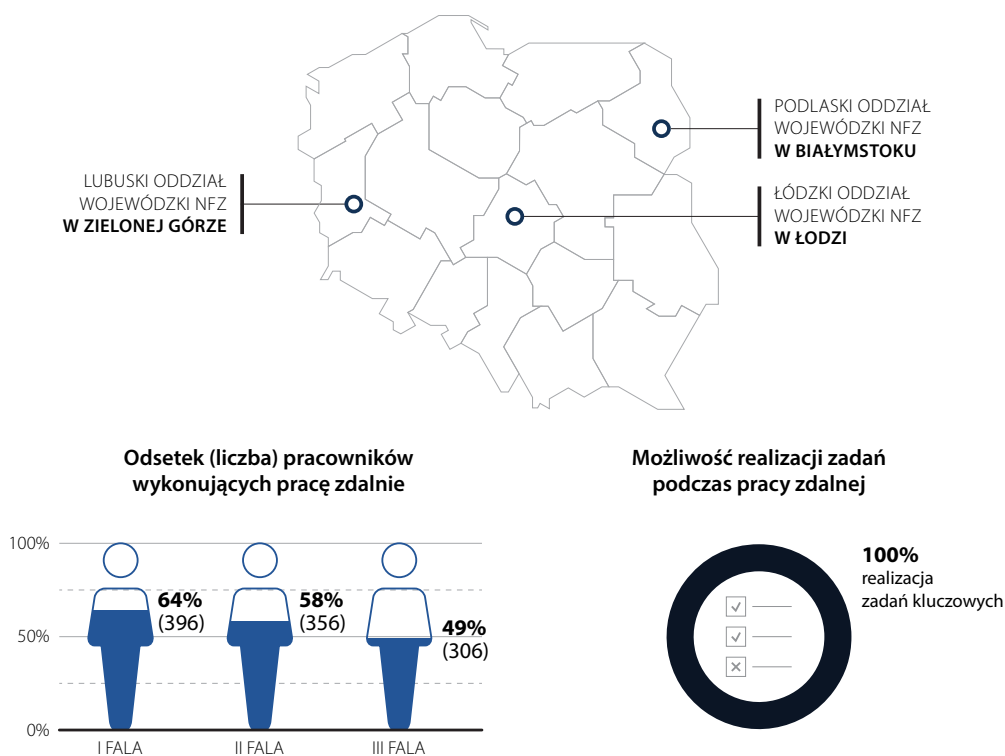 PODLASKI ODDZIAŁ
WOJEWÓDZKI NFZ
W BIAŁYMSTOKU
LUBUSKI ODDZIAŁ
WOJEWÓDZKI NFZ
W ZIELONEJ GÓRZE
ŁÓDZKI ODDZIAŁ
WOJEWÓDZKI NFZ
W ŁODZI
Odsetek (liczba) pracowników
wykonujących pracę zdalnie
100%
50%
0%
64%
(396)
58%
(356)
49%
(306)
I FALA
II FALA
III FALA
Możliwość realizacji zadań
podczas pracy zdalnej
100%
realizacja
zadań kluczowych